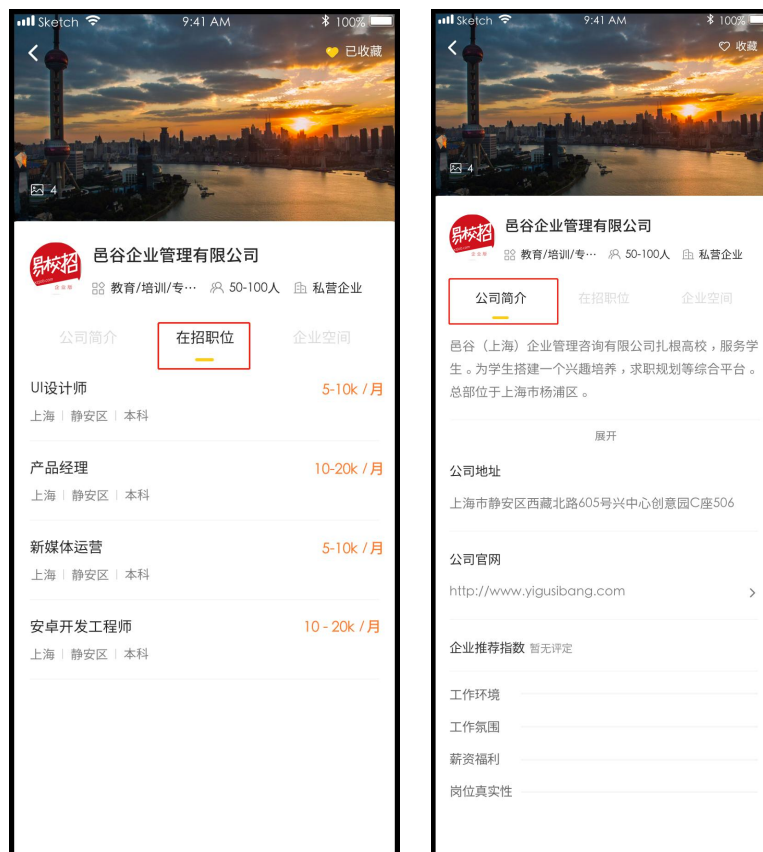 Sketch 9:41 AM 100%
已收藏
4
易校招
企业版
邑谷企业管理有限公司
教育/培训/专… 50-100人 私营企业
公司简介 在招职位 企业空间
UI设计师 5-10k /月
上海 静安区 本科
产品经理 10-20k /月
上海 静安区 本科
新媒体运营 5-10k /月
上海 静安区 本科
安卓开发工程师 10 - 20k /月
上海 静安区 本科
Sketch 9:41 AM 100%
收藏
4
易校招
邑谷企业管理有限公司
教育/培训/专… 50-100人 私营企业
公司简介 在招职位 企业空间
邑谷（上海）企业管理咨询有限公司扎根高校，服务学
生。为学生搭建一个兴趣培养，求职规划等综合平台。
总部位于上海市杨浦区。
展开
公司地址
上海市静安区西藏北路605号兴中心创意园C座506
公司官网
http://www.yigusibang.com
企业推荐指数 暂无评定
工作环境
工作氛围
薪资福利
岗位真实性